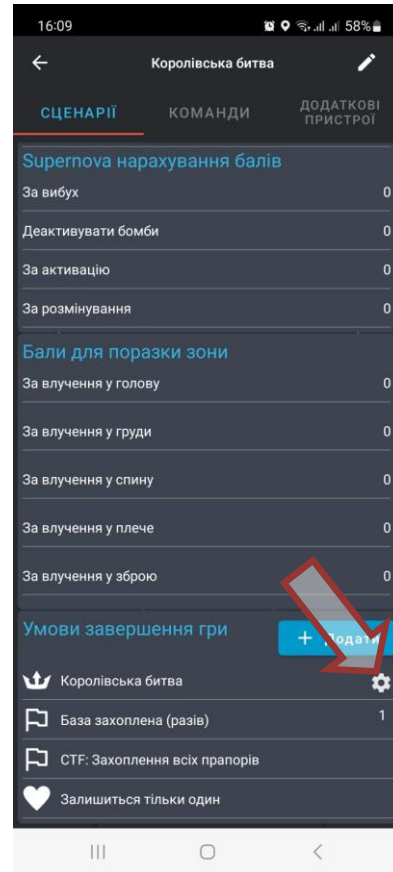 16:09 58%
Королівська битва
СЦЕНАРІЇ КОМАНДИ ДОДАТКОВІ
ПРИСТРОЇ
Supernova нарахування балів
За вибух 0
Деактивувати бомби 0
За активацію 0
За розмінування 0
Бали для поразки зони
За влучення у голову 0
За влучення у груди 0
За влучення у спину 0
За влучення у плече 0
За влучення у зброю 0
Умови завершення гри + Додати
Королівська битва
База захоплена (разів) 1
CTF: Захоплення всіх прапорів
Залишиться тільки один